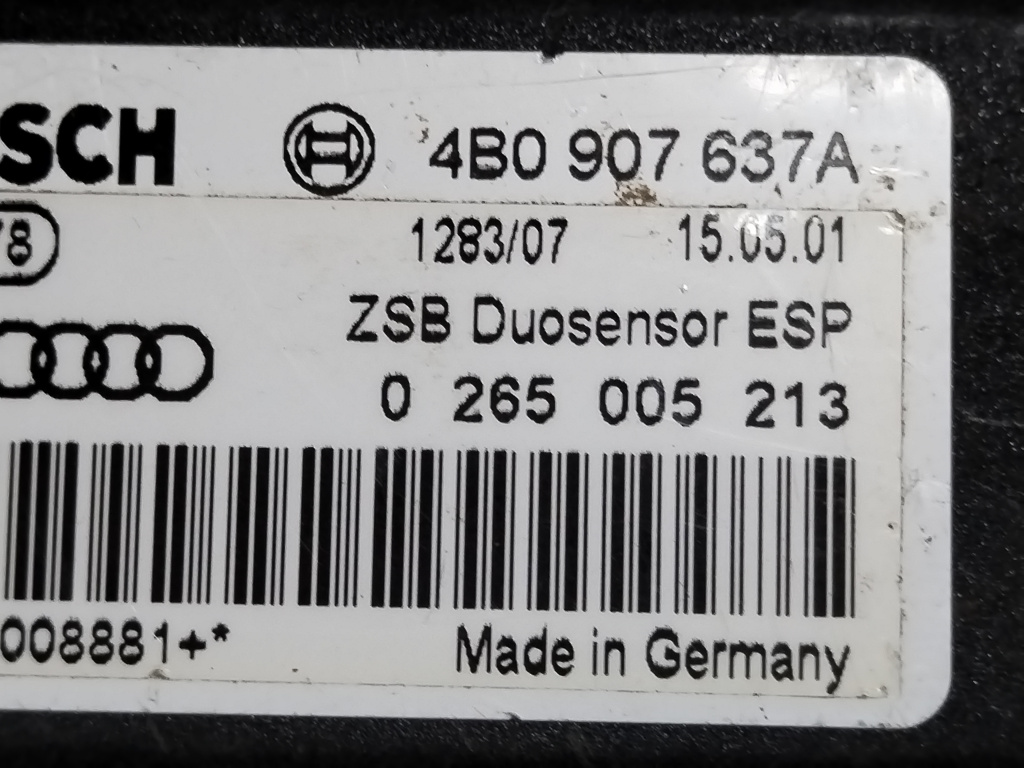 SCH 4B0 907 637A
8 1283/07 15.05.01
ZSB Duosensor ESP
0 265 005 213
008881+*
Made in Germany